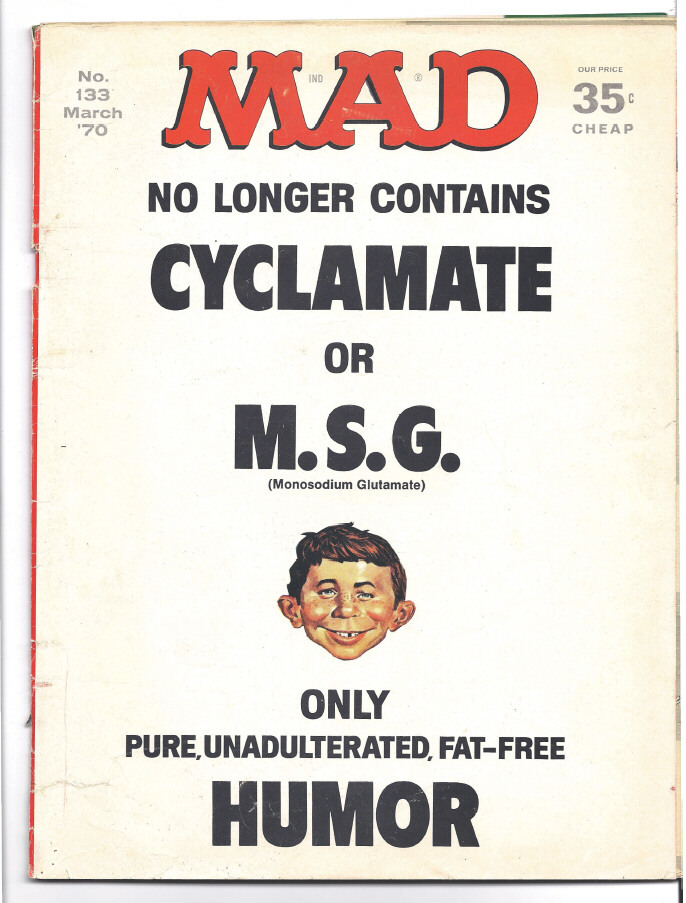 No.
133
March
'70
MAD
IND
®
OUR PRICE
35¢
CHEAP
NO LONGER CONTAINS
CYCLAMATE
OR
M.S.G.
(Monosodium Glutamate)
ONLY
PURE, UNADULTERATED, FAT-FREE
HUMOR